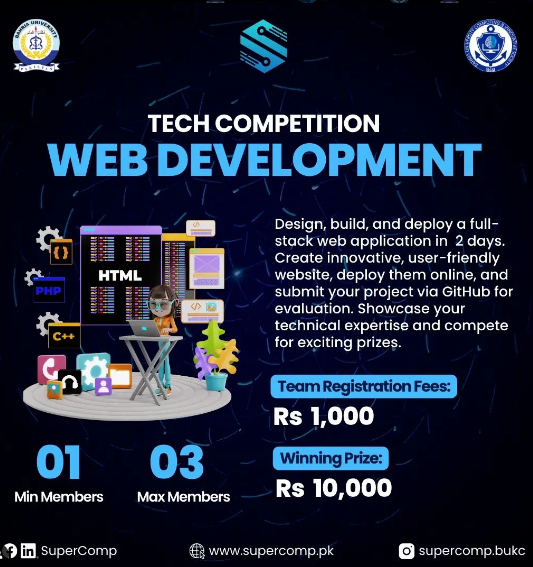 BAHRIA UNIVERSITY
TECH COMPETITION
WEB DEVELOPMENT
HTML
PHP
C++
Design, build, and deploy a full-
stack web application in 2 days.
Create innovative, user-friendly
website, deploy them online, and
submit your project via GitHub for
evaluation. Showcase your
technical expertise and compete
for exciting prizes.
Team Registration Fees:
Rs 1,000
01
Min Members
03
Max Members
Winning Prize:
Rs 10,000
SuperComp
www.supercomp.pk
supercomp.bukc